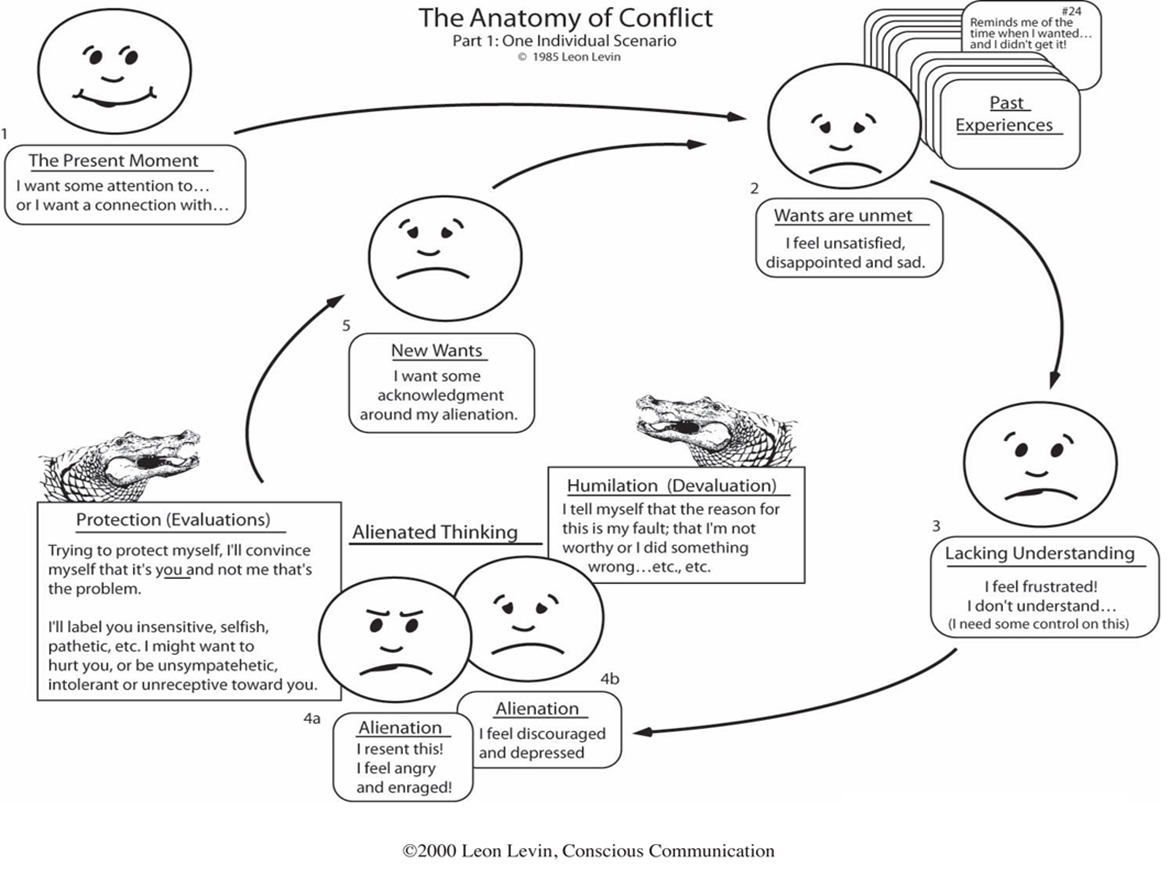 The Anatomy of Conflict
Part 1: One Individual Scenario
© 1985 Leon Levin
1
The Present Moment
I want some attention to...
or I want a connection with...
#24
Reminds me of the
time when I wanted...
and I didn't get it!
Past
Experiences
2
Wants are unmet
I feel unsatisfied,
disappointed and sad.
3
Lacking Understanding
I feel frustrated!
I don't understand...
(I need some control on this)
Alienated Thinking
Humilation (Devaluation)
I tell myself that the reason for
this is my fault; that I'm not
worthy or I did something
wrong...etc., etc.
4b
Alienation
I feel discouraged
and depressed
4a
Alienation
I resent this!
I feel angry
and enraged!
Protection (Evaluations)
Trying to protect myself, I'll convince
myself that it's you and not me that's
the problem.
I'll label you insensitive, selfish,
pathetic, etc. I might want to
hurt you, or be unsympatehetic,
intolerant or unreceptive toward you.
5
New Wants
I want some
acknowledgment
around my alienation.
©2000 Leon Levin, Conscious Communication